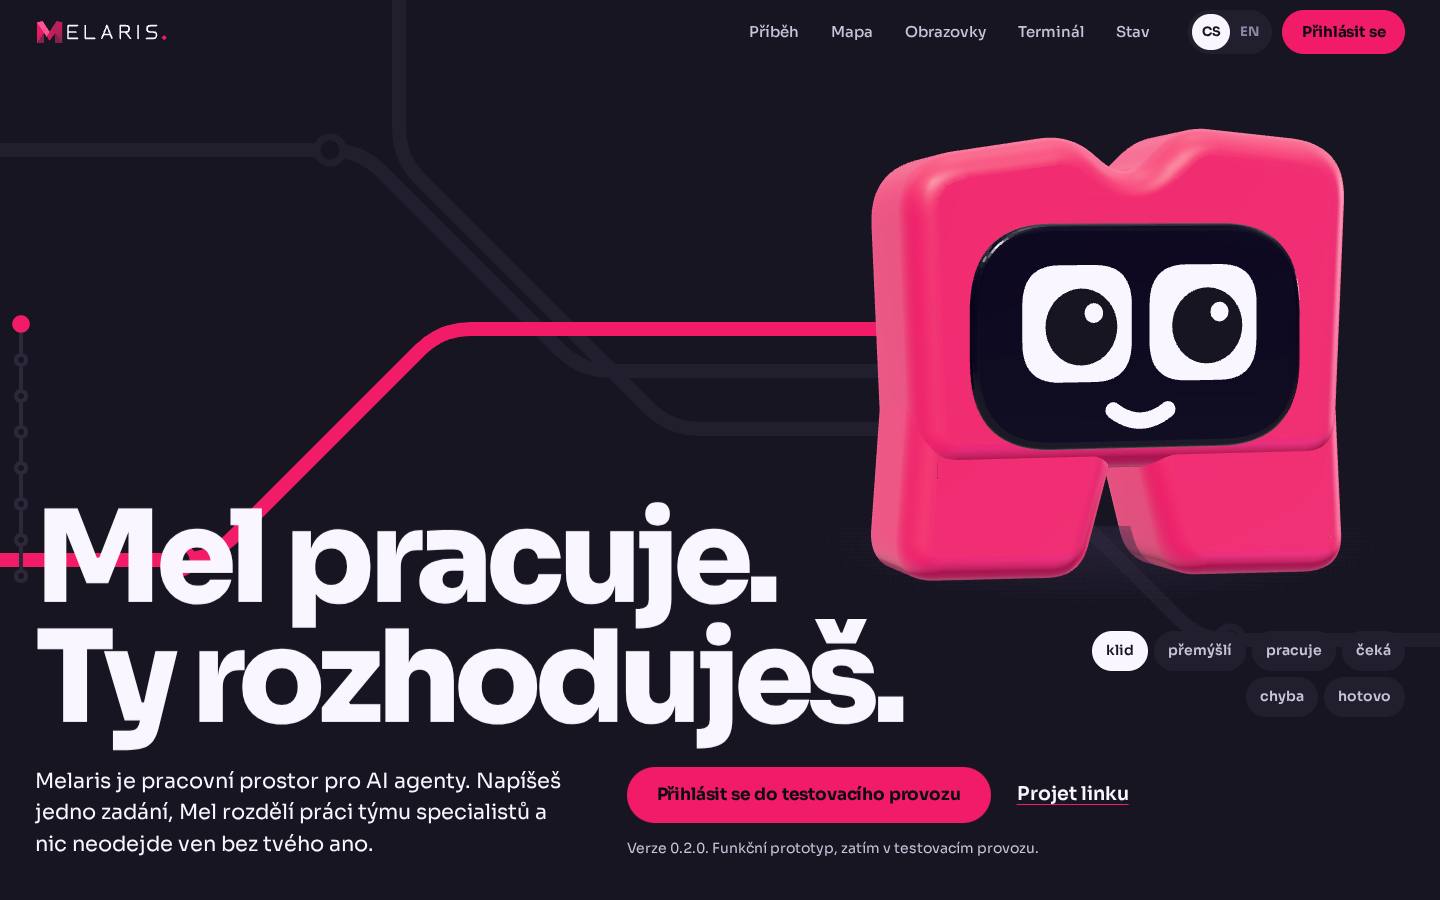 MELARIS.
Příběh
Mapa
Obrazovky
Terminál
Stav
CS
EN
Přihlásit se
Mel pracuje.
Ty rozhoduješ.
klid
přemýšlí
pracuje
čeká
chyba
hotovo
Melaris je pracovní prostor pro AI agenty. Napíšeš
jedno zadání, Mel rozdělí práci týmu specialistů a
nic neodejde ven bez tvého ano.
Přihlásit se do testovacího provozu
Projet linku
Verze 0.2.0. Funkční prototyp, zatím v testovacím provozu.